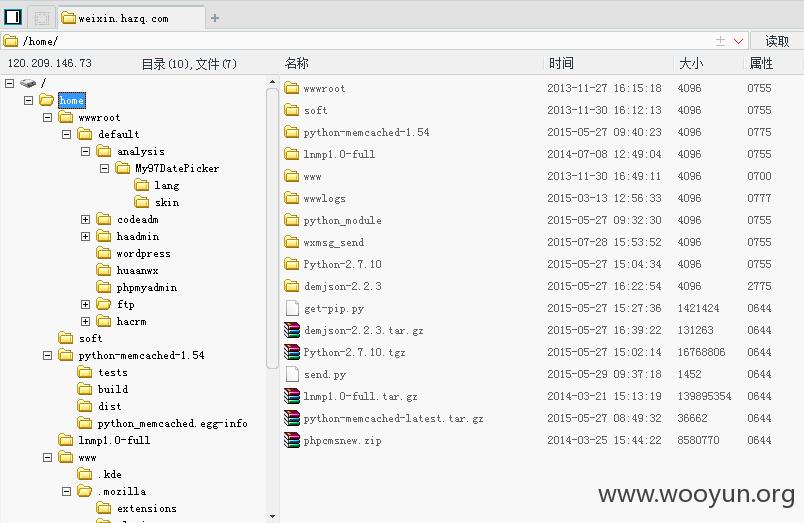 weixin.hazq.com
/home/
读取
120.209.146.73
目录(10),文件(7)
名称 时间 大小 属性
/
home
wwwroot
default
analysis
My97DatePicker
lang
skin
codeadm
haadmin
wordpress
huaanwx
phpmyadmin
ftp
hacrm
soft
python-memcached-1.54
tests
build
dist
python_memcached.egg-info
lnmp1.0-full
www
.kde
.mozilla
extensions
wwwroot 2013-11-27 16:15:18 4096 0755
soft 2013-11-30 16:12:13 4096 0755
python-memcached-1.54 2015-05-27 09:40:23 4096 0775
lnmp1.0-full 2014-07-08 12:49:04 4096 0755
www 2013-11-30 16:49:11 4096 0700
wwwlogs 2015-03-13 12:56:33 4096 0777
python_module 2015-05-27 09:32:30 4096 0755
wxmsg_send 2015-07-28 15:53:52 4096 0755
Python-2.7.10 2015-05-27 15:04:34 4096 0755
demjson-2.2.3 2015-05-27 16:22:54 4096 2775
get-pip.py 2015-05-27 15:27:36 1421424 0644
demjson-2.2.3.tar.gz 2015-05-27 16:39:22 131263 0644
Python-2.7.10.tgz 2015-05-27 15:02:14 16768806 0644
send.py 2015-05-29 09:37:18 1452 0644
lnmp1.0-full.tar.gz 2014-03-21 15:13:19 139895354 0644
python-memcached-latest.tar.gz 2015-05-27 08:49:32 36662 0644
phpcmsnew.zip 2014-03-25 15:44:22 8580770 0644
www.wooyun.org